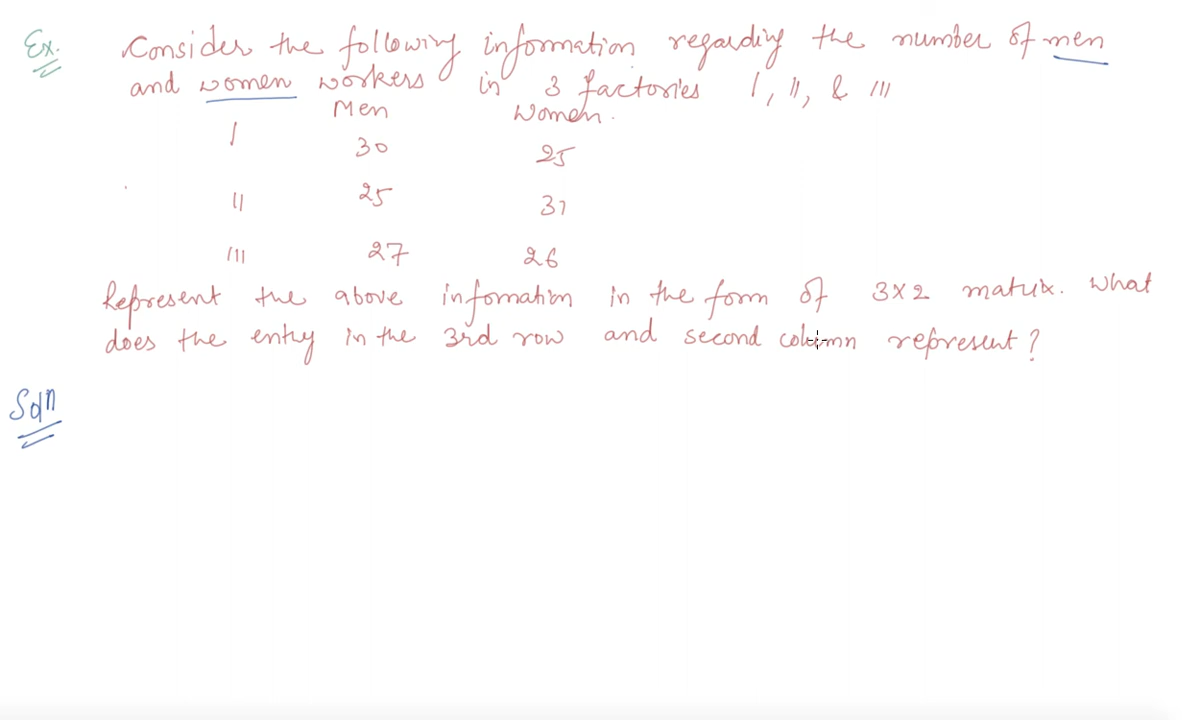 Ex. Consider the following information regarding the number of men
and women workers in 3 factories I, II, & III
Men Women.
I 30 25
II 25 31
III 27 26
Represent the above infomation in the form of 3x2 matrix. What
does the entry in the 3rd row and second column represent?
Soln